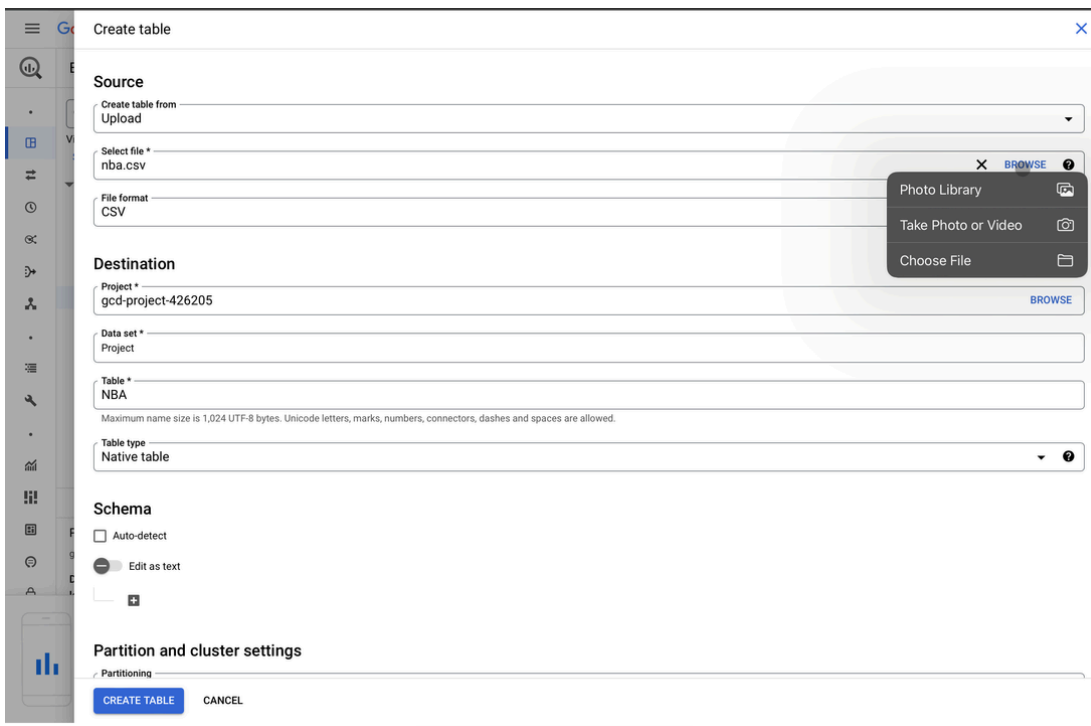 Create table
Source
Create table from
Upload
Select file *
nba.csv
BROWSE
File format
CSV
Photo Library
Take Photo or Video
Choose File
Destination
Project *
gcd-project-426205
BROWSE
Data set *
Project
Table *
NBA
Maximum name size is 1,024 UTF-8 bytes. Unicode letters, marks, numbers, connectors, dashes and spaces are allowed.
Table type
Native table
Schema
Auto-detect
Edit as text
Partition and cluster settings
Partitioning
CREATE TABLE
CANCEL